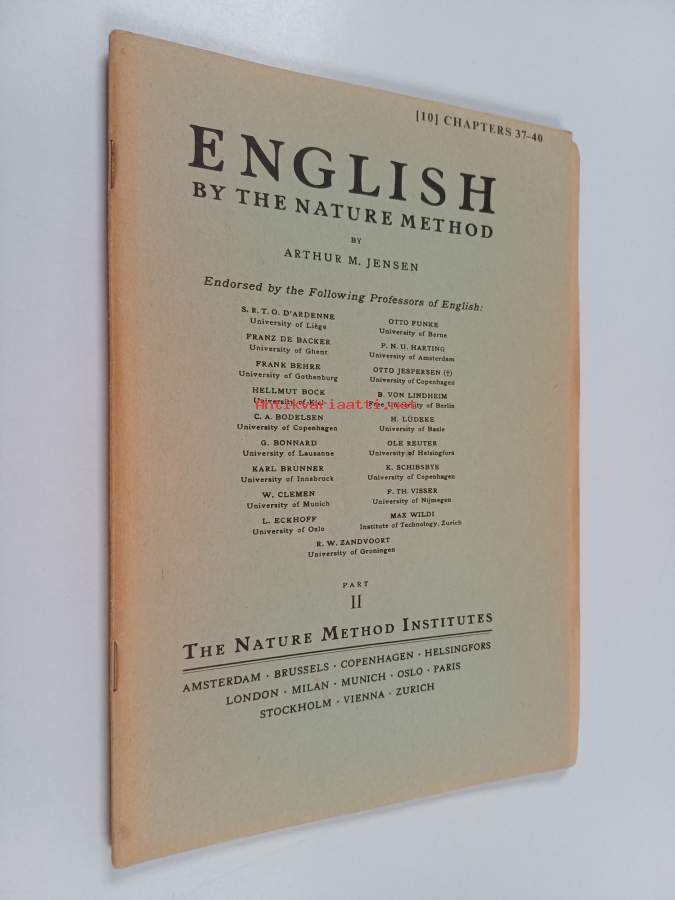 [10] CHAPTERS 37-40
ENGLISH
BY THE NATURE METHOD
BY
ARTHUR M. JENSEN
Endorsed by the Following Professors of English:
S. R. T. O. D'ARDENNE
University of Liège
FRANZ DE BACKER
University of Ghent
FRANK BEHRE
University of Gothenburg
HELLMUT BOCK
University of Kiel
C. A. BODELSEN
University of Copenhagen
G. BONNARD
University of Lausanne
KARL BRUNNER
University of Innsbruck
W. CLEMEN
University of Munich
L. ECKHOFF
University of Oslo
OTTO FUNKE
University of Berne
P. N. U. HARTING
University of Amsterdam
OTTO JESPERSEN (†)
University of Copenhagen
B. VON LINDHEIM
Free University of Berlin
H. LÜDEKE
University of Basle
OLE REUTER
University of Helsingfors
K. SCHIBSBYE
University of Copenhagen
F. TH. VISSER
University of Nijmegen
MAX WILDI
Institute of Technology, Zurich
R. W. ZANDVOORT
University of Groningen
antikvariaatti.net
PART
II
THE NATURE METHOD INSTITUTES
AMSTERDAM · BRUSSELS · COPENHAGEN · HELSINGFORS
LONDON · MILAN · MUNICH · OSLO · PARIS
STOCKHOLM · VIENNA · ZURICH